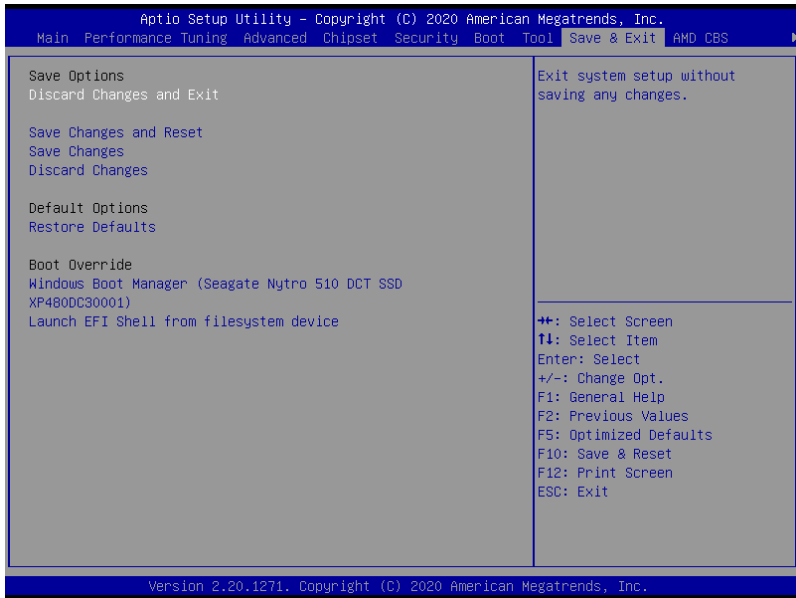 Aptio Setup Utility – Copyright (C) 2020 American Megatrends, Inc.
Main Performance Tuning Advanced Chipset Security Boot Tool Save & Exit AMD CBS
Save Options
Discard Changes and Exit
Save Changes and Reset
Save Changes
Discard Changes
Default Options
Restore Defaults
Boot Override
Windows Boot Manager (Seagate Nytro 510 DCT SSD
XP480DC30001)
Launch EFI Shell from filesystem device
Exit system setup without
saving any changes.
→←: Select Screen
↑↓: Select Item
Enter: Select
+/-: Change Opt.
F1: General Help
F2: Previous Values
F5: Optimized Defaults
F10: Save & Reset
F12: Print Screen
ESC: Exit
Version 2.20.1271. Copyright (C) 2020 American Megatrends, Inc.